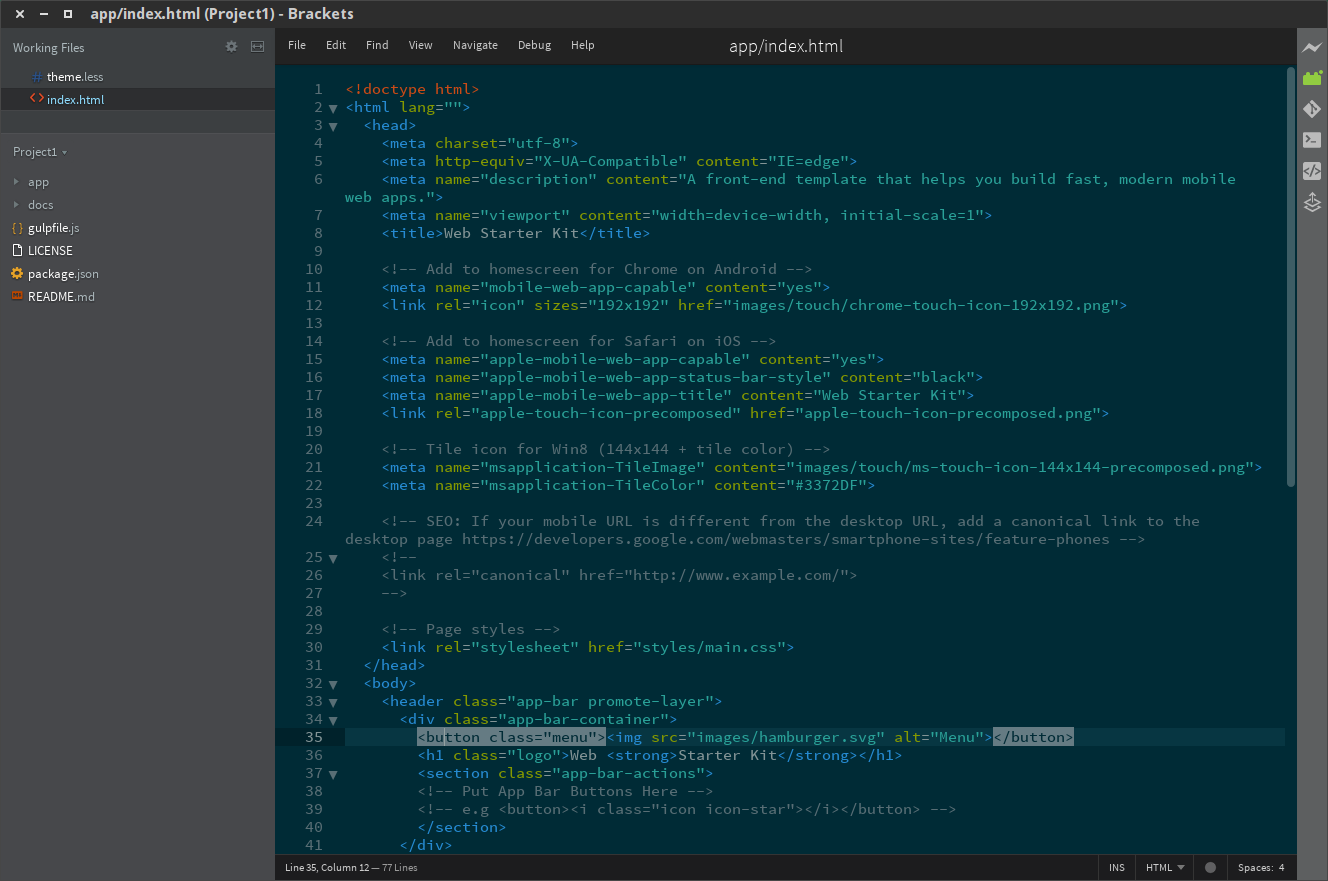 app/index.html (Project1) - Brackets
Working Files
theme.less
index.html
Project1
app
docs
gulpfile.js
LICENSE
package.json
README.md
File Edit Find View Navigate Debug Help
app/index.html
1 <!doctype html>
2 <html lang="">
3 <head>
4 <meta charset="utf-8">
5 <meta http-equiv="X-UA-Compatible" content="IE=edge">
6 <meta name="description" content="A front-end template that helps you build fast, modern mobile
web apps.">
7 <meta name="viewport" content="width=device-width, initial-scale=1">
8 <title>Web Starter Kit</title>
9
10 <!-- Add to homescreen for Chrome on Android -->
11 <meta name="mobile-web-app-capable" content="yes">
12 <link rel="icon" sizes="192x192" href="images/touch/chrome-touch-icon-192x192.png">
13
14 <!-- Add to homescreen for Safari on iOS -->
15 <meta name="apple-mobile-web-app-capable" content="yes">
16 <meta name="apple-mobile-web-app-status-bar-style" content="black">
17 <meta name="apple-mobile-web-app-title" content="Web Starter Kit">
18 <link rel="apple-touch-icon-precomposed" href="apple-touch-icon-precomposed.png">
19
20 <!-- Tile icon for Win8 (144x144 + tile color) -->
21 <meta name="msapplication-TileImage" content="images/touch/ms-touch-icon-144x144-precomposed.png">
22 <meta name="msapplication-TileColor" content="#3372DF">
23
24 <!-- SEO: If your mobile URL is different from the desktop URL, add a canonical link to the
desktop page https://developers.google.com/webmasters/smartphone-sites/feature-phones -->
25 <!--
26 <link rel="canonical" href="http://www.example.com/">
27 -->
28
29 <!-- Page styles -->
30 <link rel="stylesheet" href="styles/main.css">
31 </head>
32 <body>
33 <header class="app-bar promote-layer">
34 <div class="app-bar-container">
35 <button class="menu"><img src="images/hamburger.svg" alt="Menu"></button>
36 <h1 class="logo">Web <strong>Starter Kit</strong></h1>
37 <section class="app-bar-actions">
38 <!-- Put App Bar Buttons Here -->
39 <!-- e.g <button><i class="icon icon-star"></i></button> -->
40 </section>
41 </div>
Line 35, Column 12 — 77 Lines
INS HTML Spaces: 4